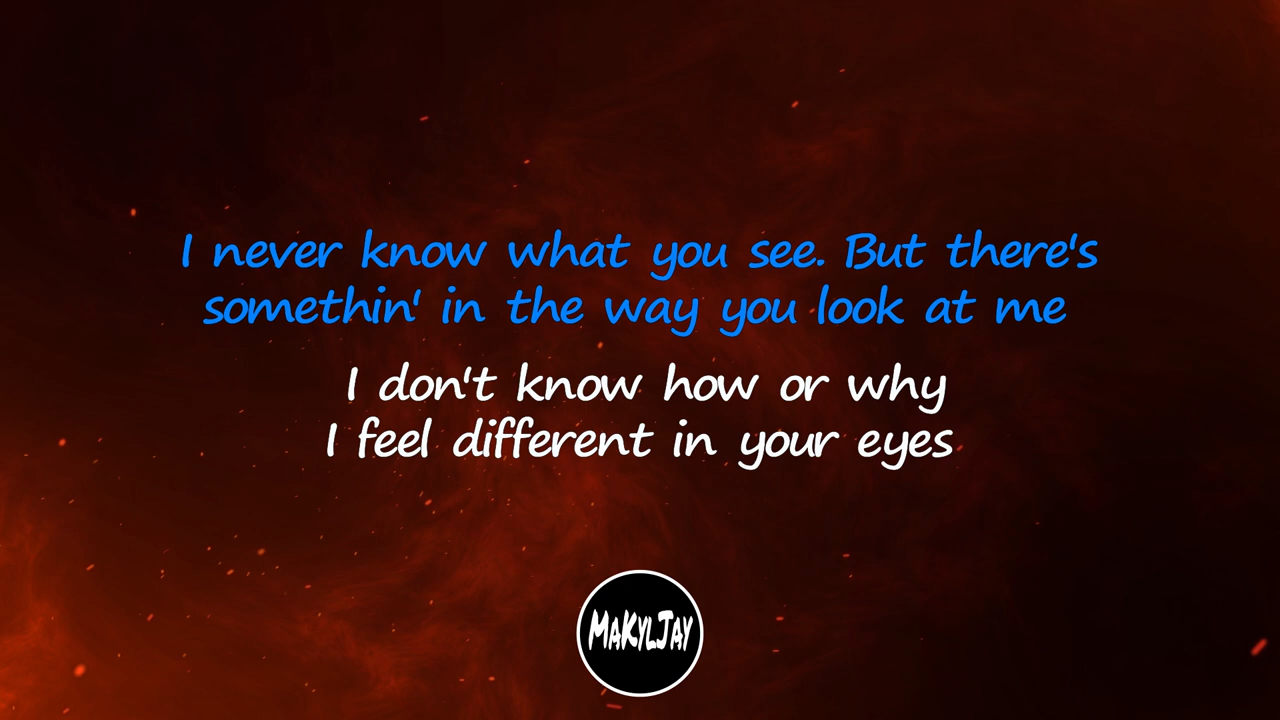 I never know what you see. But there's
somethin' in the way you look at me
I don't know how or why
I feel different in your eyes
MAKYLJAY